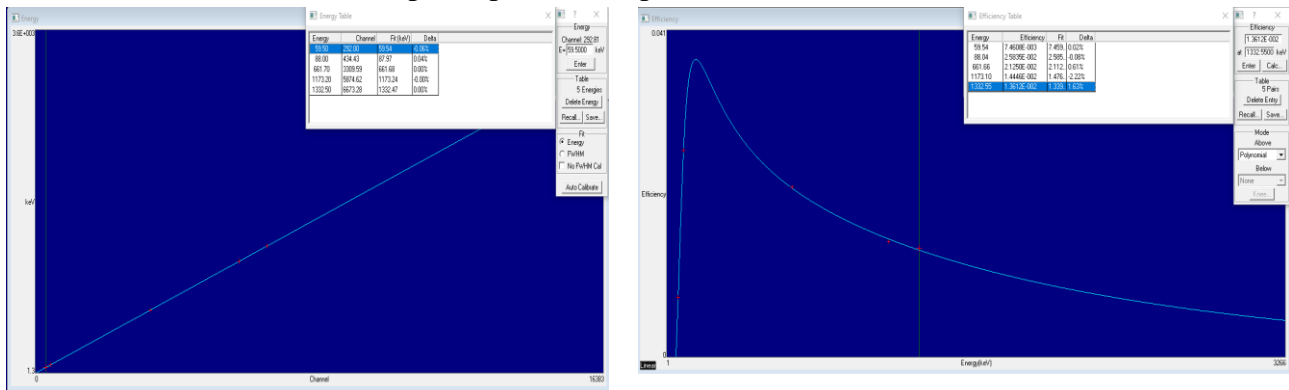 Energy
3.6E+003
keV
1.3
0
Channel
16383
Energy Table
Energy Channel Fit (keV) Delta
59.50 292.00 59.54 -0.06%
88.00 434.43 87.97 0.04%
661.70 3309.59 661.68 0.00%
1173.20 5874.62 1173.24 -0.00%
1332.50 6673.28 1332.47 0.00%
?
Energy
Channel: 292.81
E= 59.5000 keV
Enter
Table
5 Energies
Delete Energy
Recall... Save...
Fit
Energy
FWHM
No FWHM Cal
Auto Calibrate
Efficiency
0.041
Efficiency
0
Linear
1
Energy(keV)
3266
Efficiency Table
Energy Efficiency Fit Delta
59.54 7.4608E-003 7.459.. 0.02%
88.04 2.5835E-002 2.585.. -0.08%
661.66 2.1250E-002 2.112.. 0.61%
1173.10 1.4446E-002 1.476.. -2.22%
1332.55 1.3612E-002 1.339.. 1.63%
?
Efficiency
1.3612E-002
at 1332.5500 keV
Enter Calc...
Table
5 Pairs
Delete Entry
Recall... Save...
Mode
Above
Polynomial
Below
None